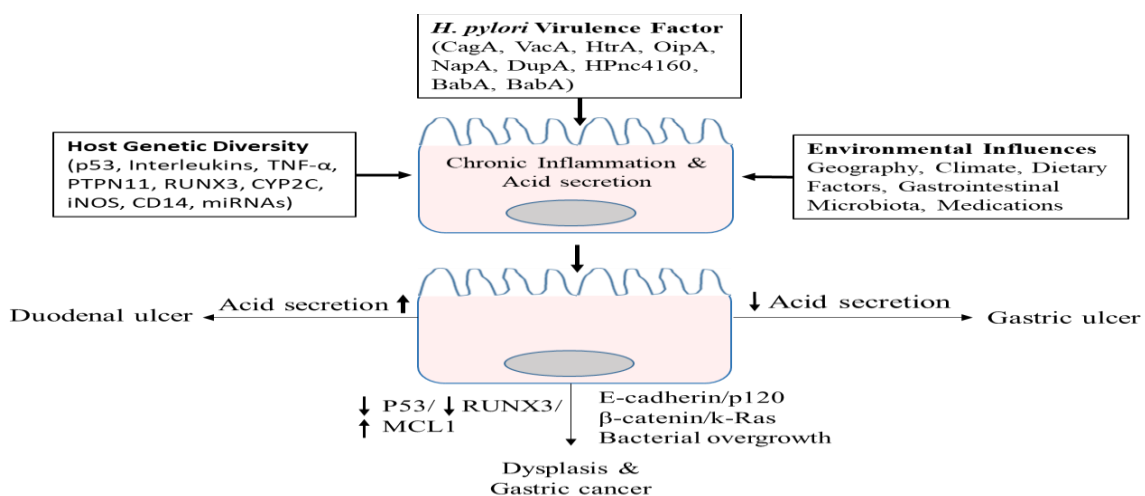 H. pylori Virulence Factor
(CagA, VacA, HtrA, OipA,
NapA, DupA, HPnc4160,
BabA, BabA)
Host Genetic Diversity
(p53, Interleukins, TNF-α,
PTPN11, RUNX3, CYP2C,
iNOS, CD14, miRNAs)
Chronic Inflammation &
Acid secretion
Environmental Influences
Geography, Climate, Dietary
Factors, Gastrointestinal
Microbiota, Medications
Acid secretion
Duodenal ulcer
Acid secretion
Gastric ulcer
P53/ RUNX3/
MCL1
E-cadherin/p120
β-catenin/k-Ras
Bacterial overgrowth
Dysplasis &
Gastric cancer